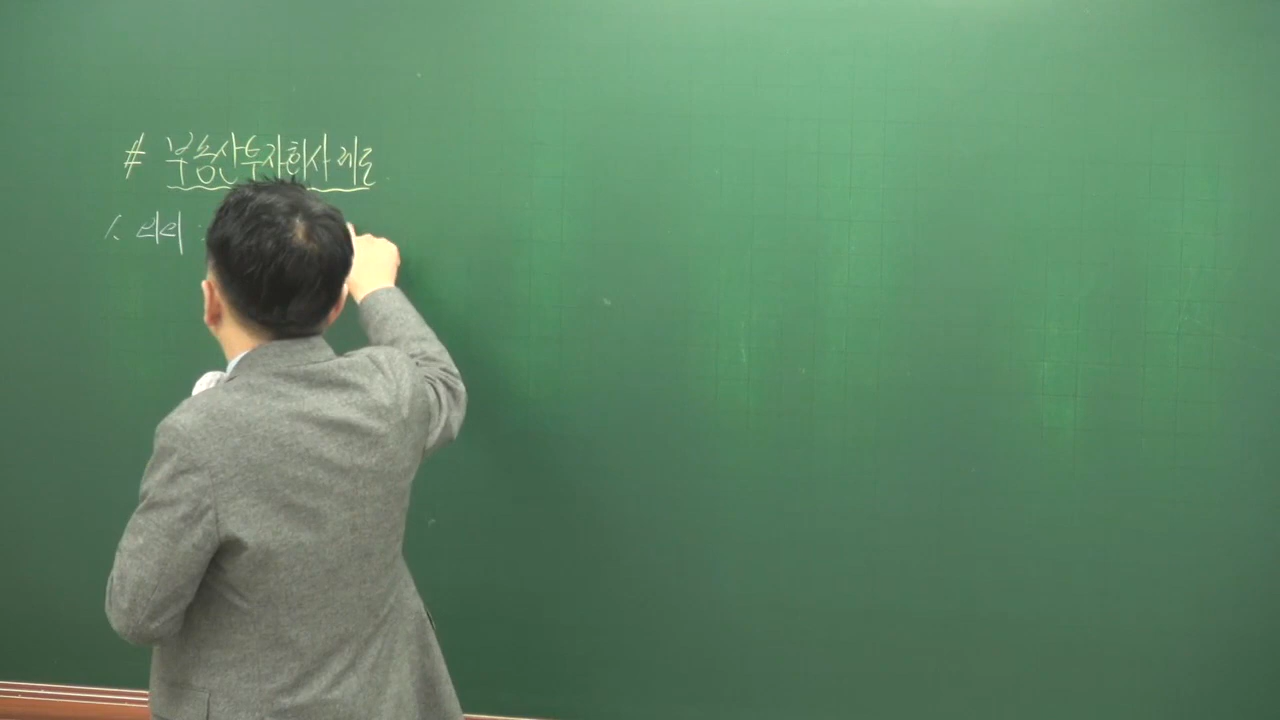 # 부동산투자회사 제도
1. 의의 :